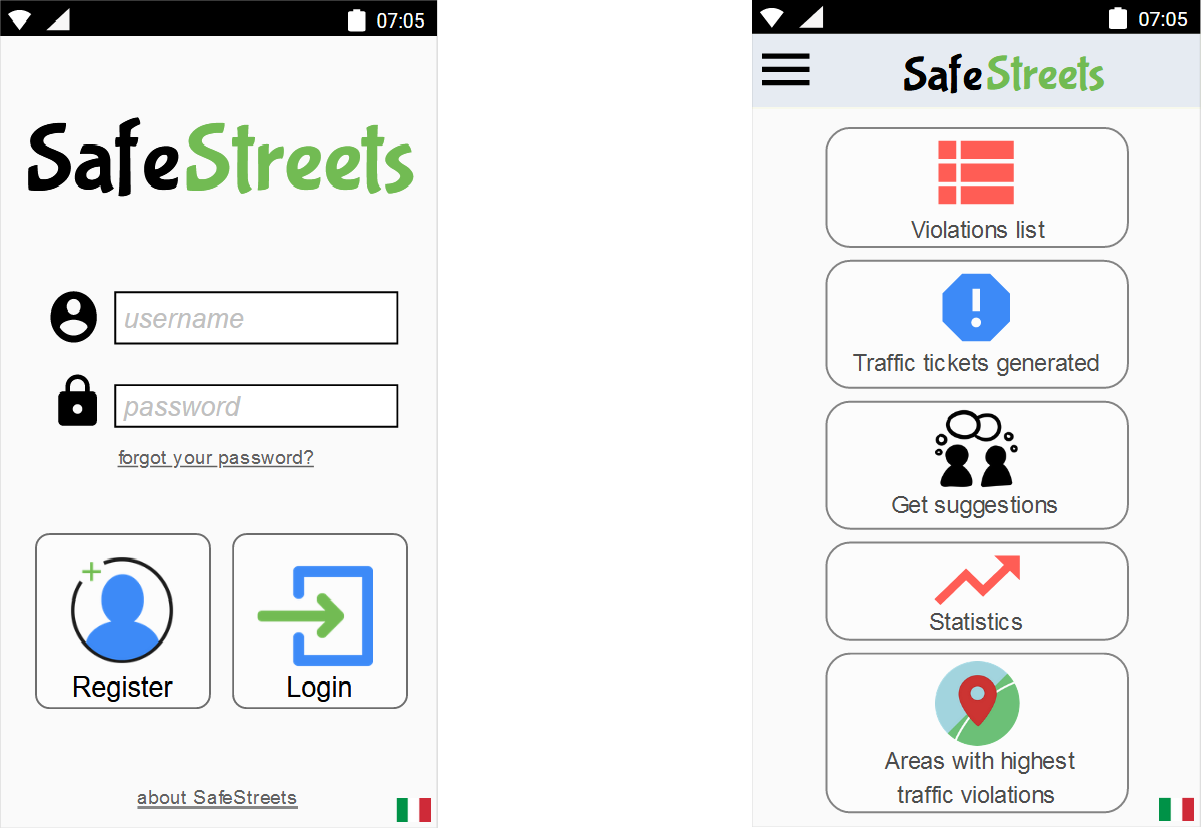 07:05
SafeStreets
username
password
forgot your password?
Register
Login
about SafeStreets
07:05
SafeStreets
Violations list
Traffic tickets generated
Get suggestions
Statistics
Areas with highest
traffic violations